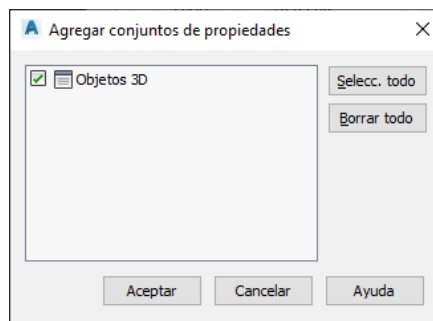 Agregar conjuntos de propiedades
Objetos 3D
Selecc. todo
Borrar todo
Aceptar
Cancelar
Ayuda